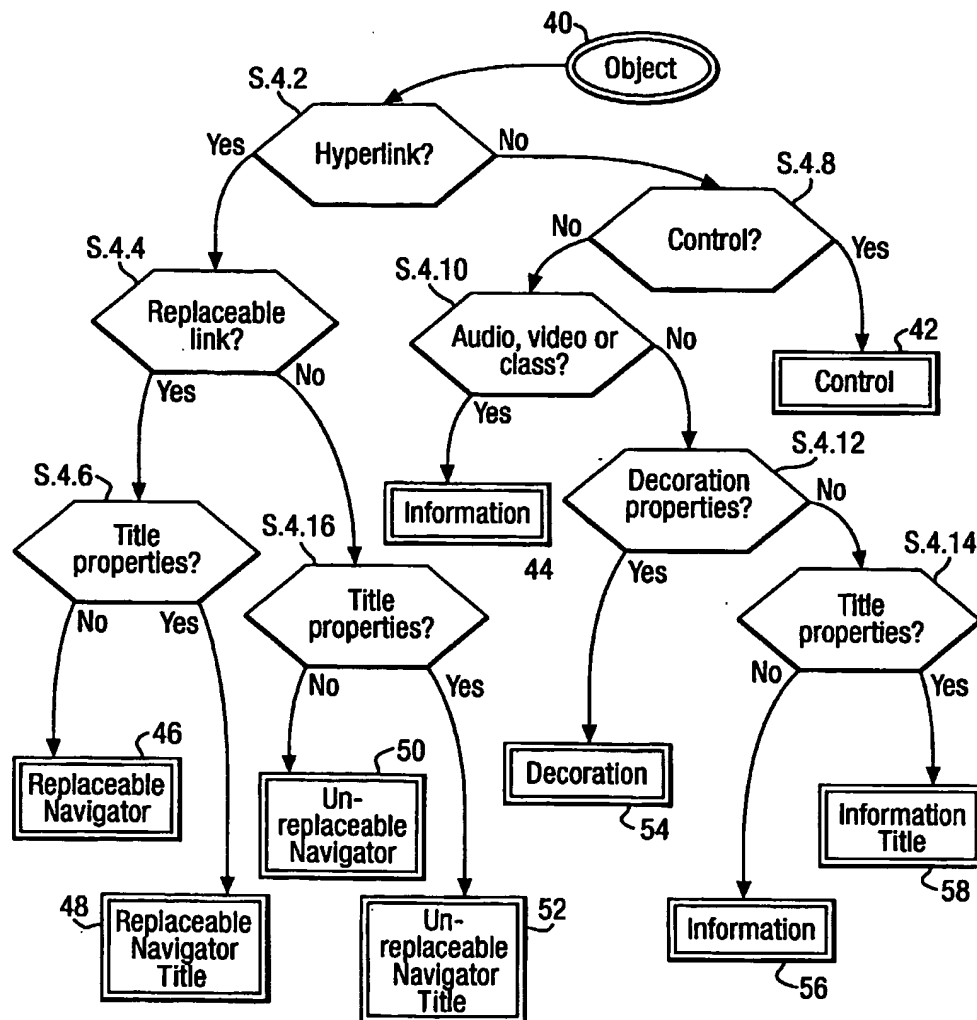 40
Object
S.4.2
Hyperlink?
Yes
No
S.4.8
Control?
No
Yes
S.4.4
Replaceable
link?
Yes
No
S.4.10
Audio, video or
class?
Yes
No
42
Control
S.4.6
Title
properties?
No
Yes
S.4.16
Title
properties?
No
Yes
Information
44
S.4.12
Decoration
properties?
Yes
No
S.4.14
Title
properties?
No
Yes
46
Replaceable
Navigator
48
Replaceable
Navigator
Title
50
Un-
replaceable
Navigator
52
Un-
replaceable
Navigator
Title
Decoration
54
Information
56
Information
Title
58